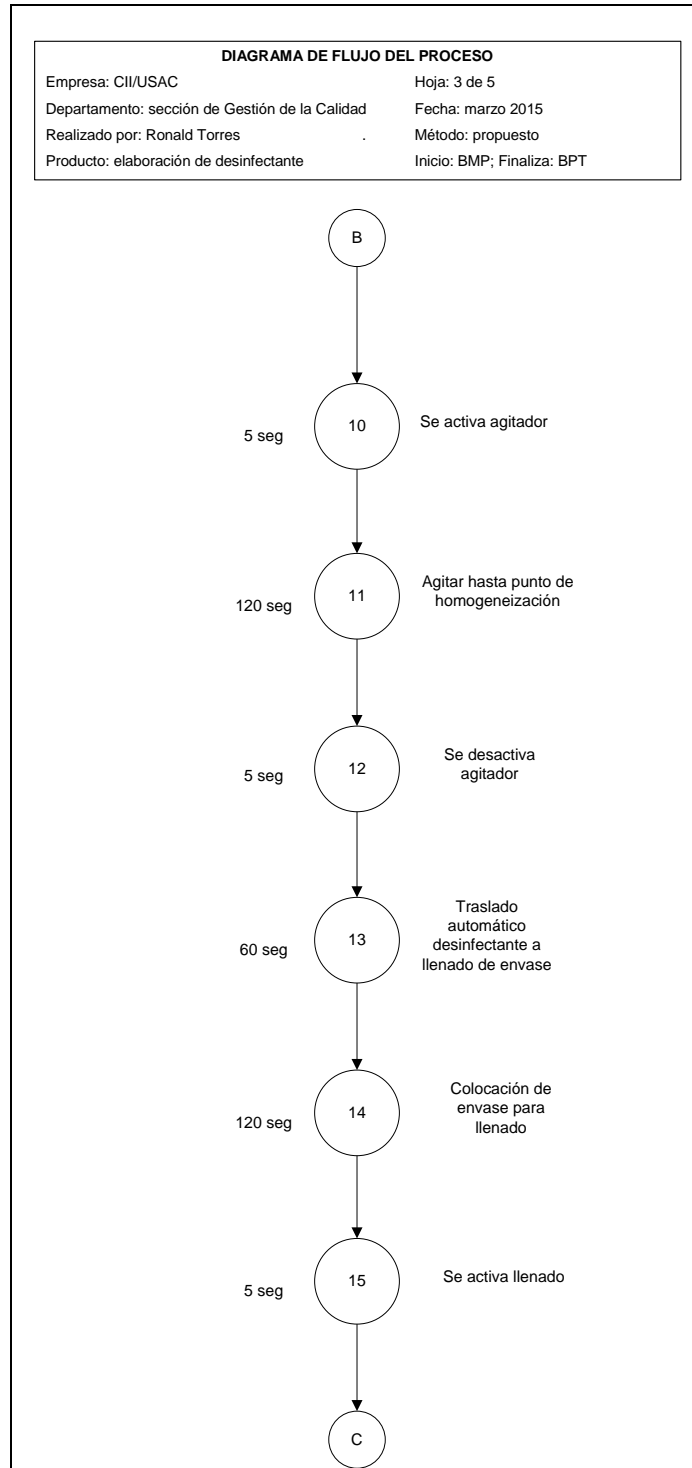 DIAGRAMA DE FLUJO DEL PROCESO
Empresa: CII/USAC Hoja: 3 de 5
Departamento: sección de Gestión de la Calidad Fecha: marzo 2015
Realizado por: Ronald Torres . Método: propuesto
Producto: elaboración de desinfectante Inicio: BMP; Finaliza: BPT
B
5 seg 10 Se activa agitador
120 seg 11 Agitar hasta punto de
homogeneización
5 seg 12 Se desactiva
agitador
60 seg 13 Traslado
automático
desinfectante a
llenado de envase
120 seg 14 Colocación de
envase para
llenado
5 seg 15 Se activa llenado
C